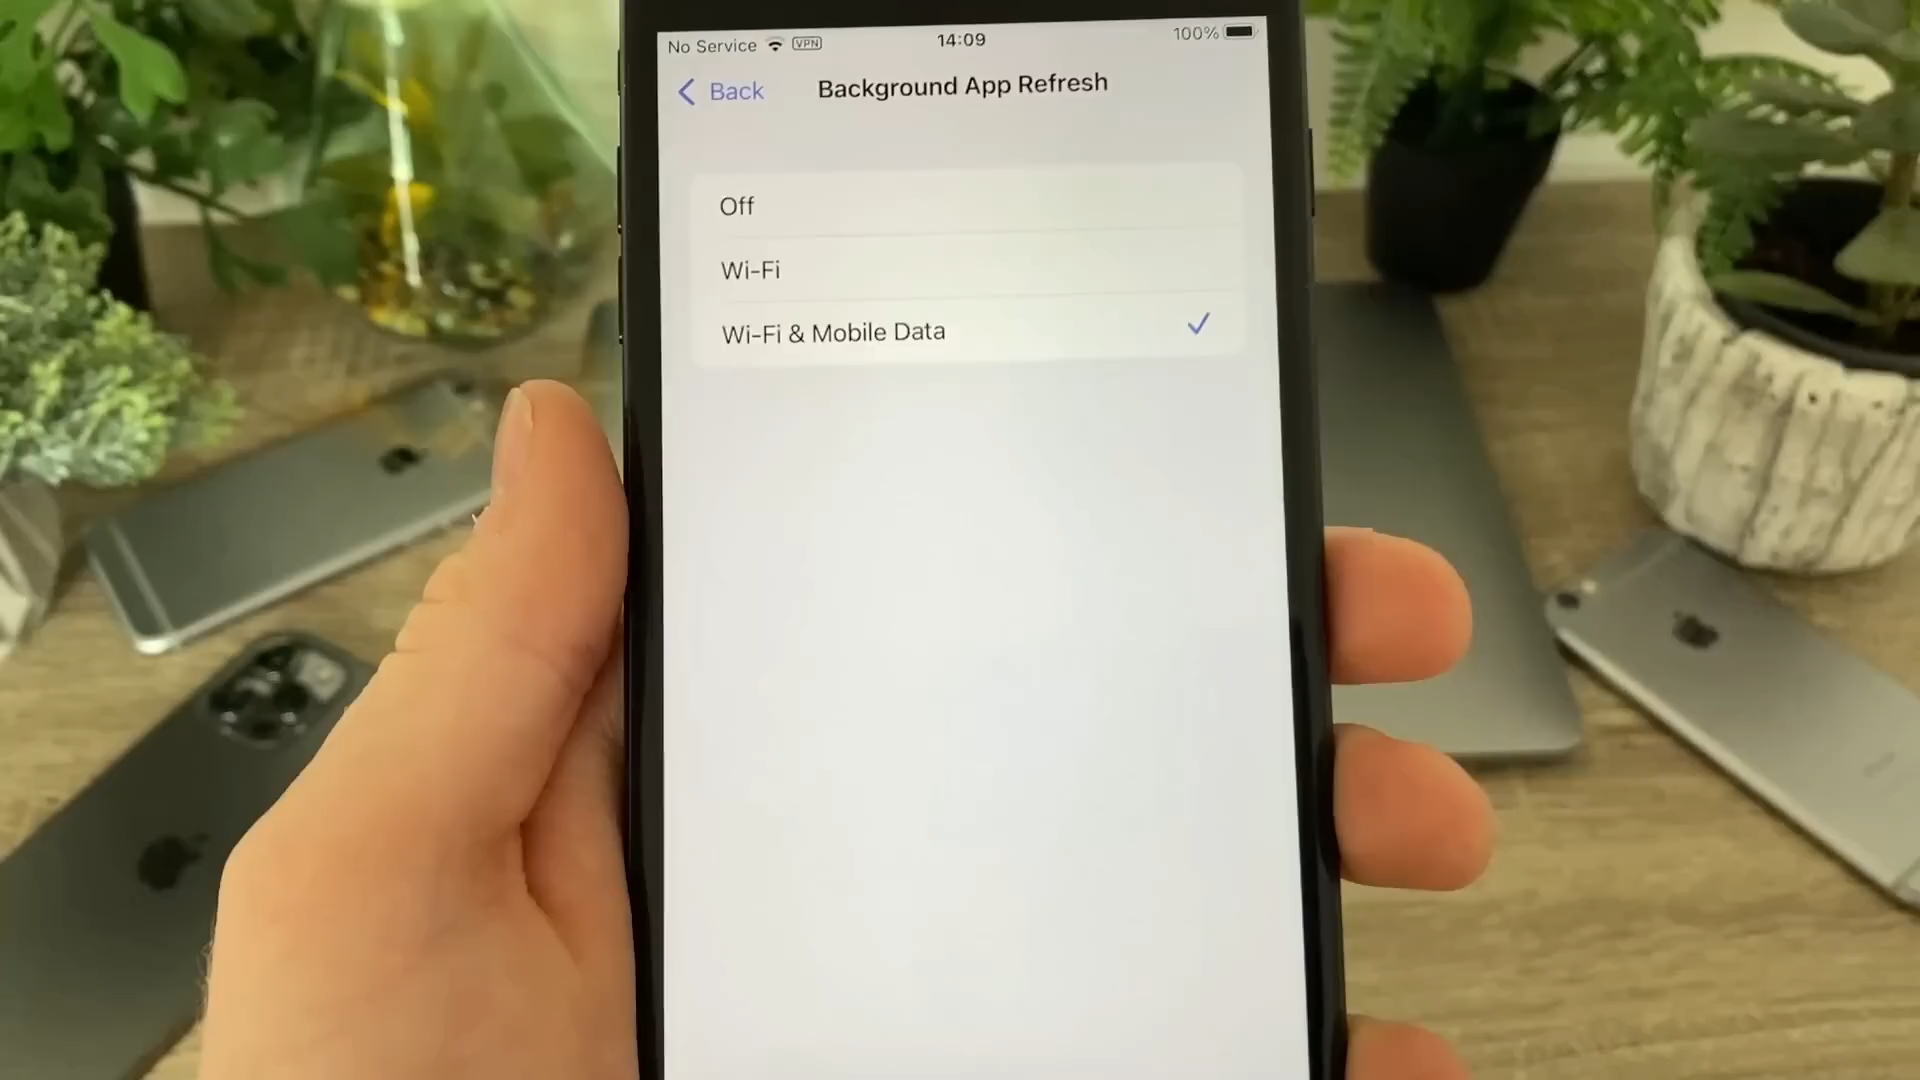 No Service VPN 14:09 100%
Back Background App Refresh
Off
Wi-Fi
Wi-Fi & Mobile Data